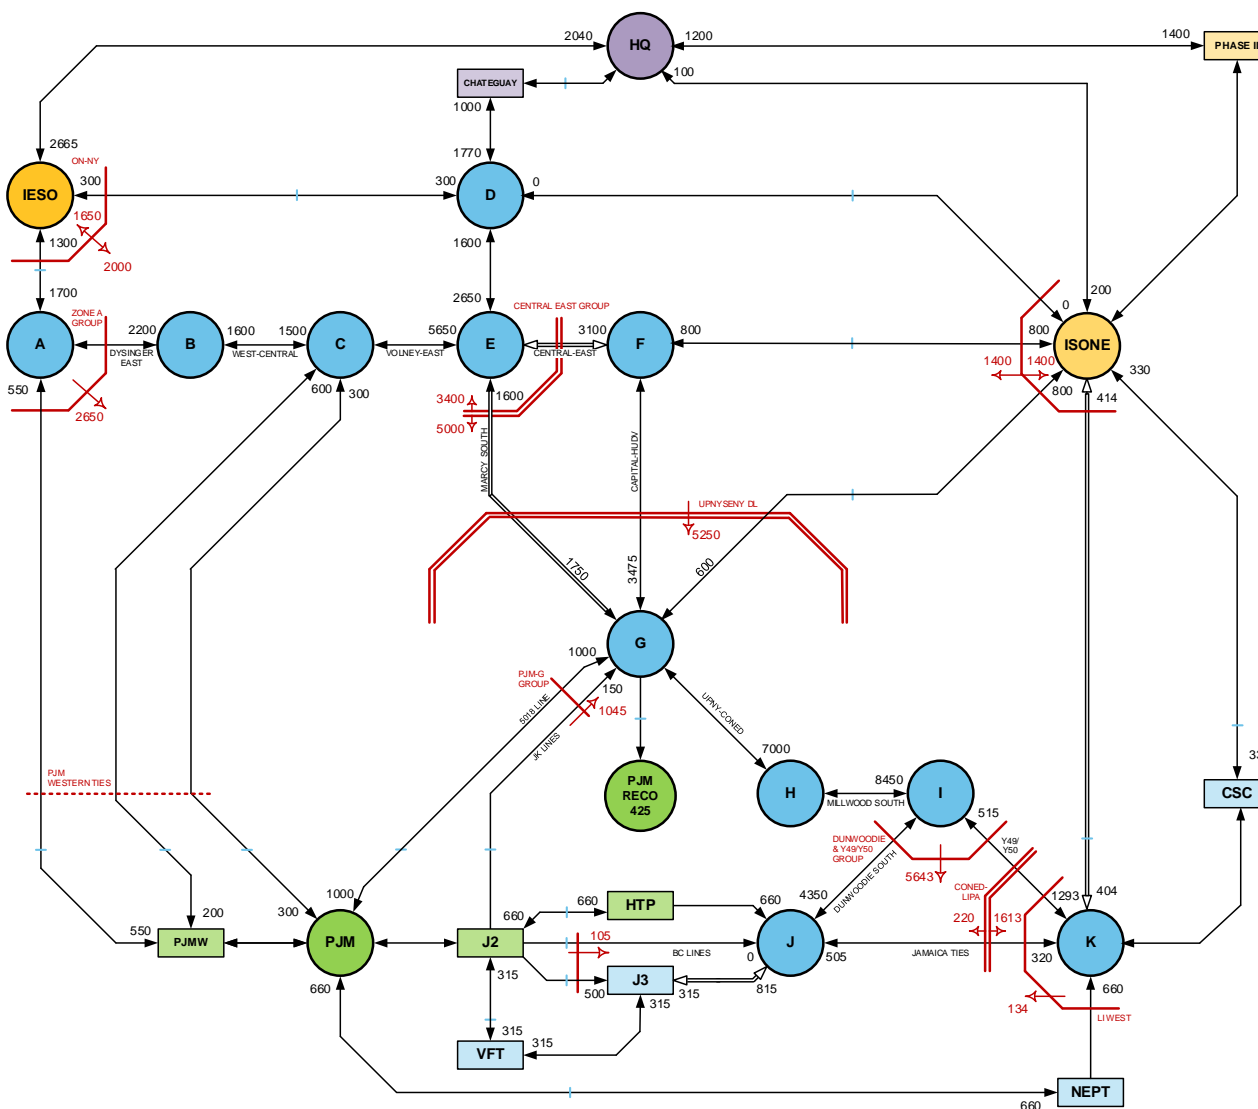 2040
HQ
1200
1400
PHASE II
100
CHATEGUAY
1000
2665
ON-NY
1770
IESO
300
300
D
0
1650
1300
1600
2000
1700
2650
200
0
ZONE A
GROUP
CENTRAL EAST GROUP
A
2200
B
1600
1500
C
5650
E
3100
F
800
800
ISONE
DYSINGER
EAST
WEST-CENTRAL
VOLNEY-EAST
CENTRAL-EAST
1400
1400
330
550
600
300
800
414
2650
3400
1600
5000
MARCY SOUTH
CAPITAL-HUDV
UPNYSENY DL
5250
1750
3475
600
G
1000
PJM-G
GROUP
150
1045
5018 LINE
JK LINES
UPNY-CONED
7000
PJM
WESTERN TIES
PJM
RECO
425
H
8450
I
MILLWOOD SOUTH
33
CSC
515
DUNWOODIE
& Y49/Y50
GROUP
DUNWOODIE SOUTH
5643
Y49/
Y50
CONED-
LIPA
1000
660
HTP
660
4350
1293
404
200
300
660
220
1613
550
PJMW
PJM
J2
105
BC LINES
J
0
505
JAMAICA TIES
320
K
660
315
500
J3
315
815
660
315
134
LI WEST
315
VFT
315
NEPT
660